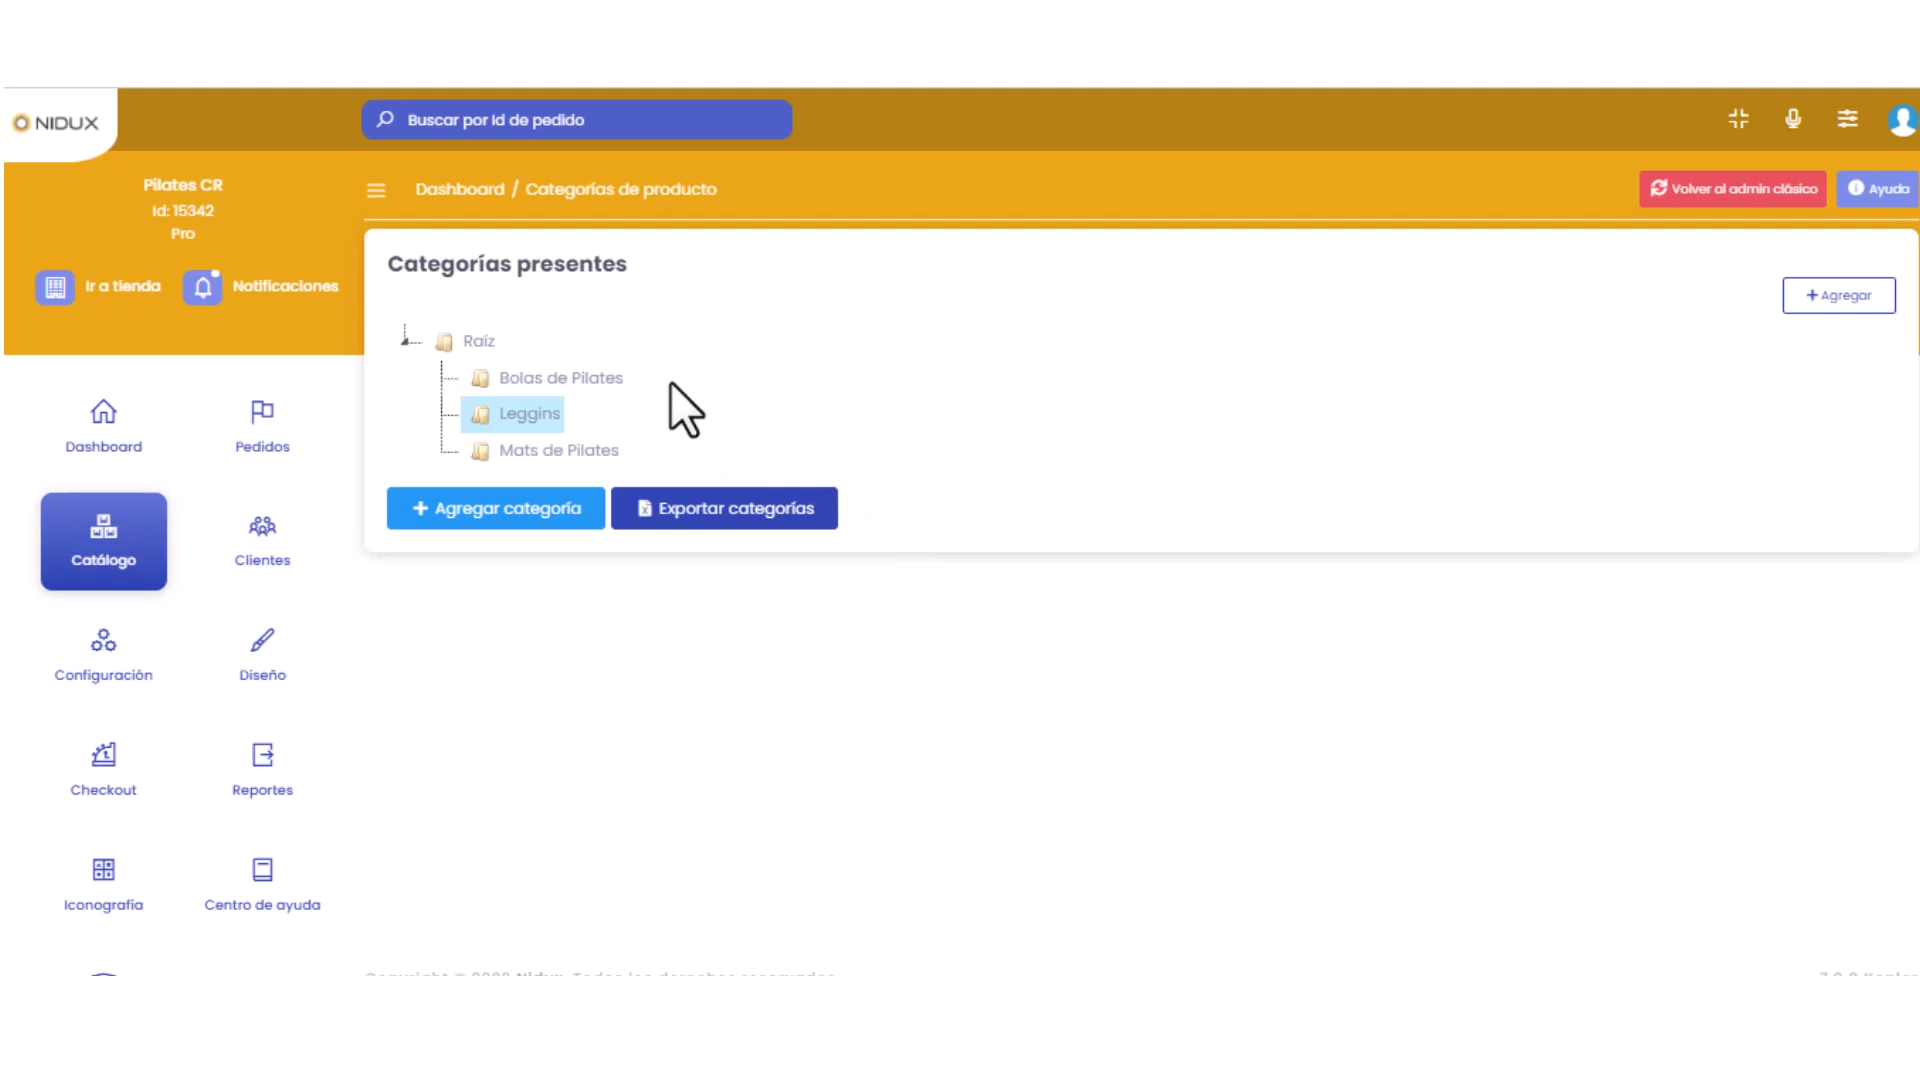 NIDUX
Buscar por Id de pedido
Pilates CR
Id: 15342
Pro
Ir a tienda
Notificaciones
Dashboard / Categorías de producto
Volver al admin clásico
Ayuda
Categorías presentes
+ Agregar
Raíz
Bolas de Pilates
Leggins
Mats de Pilates
+ Agregar categoría
Exportar categorías
Dashboard
Pedidos
Catálogo
Clientes
Configuración
Diseño
Checkout
Reportes
Iconografía
Centro de ayuda